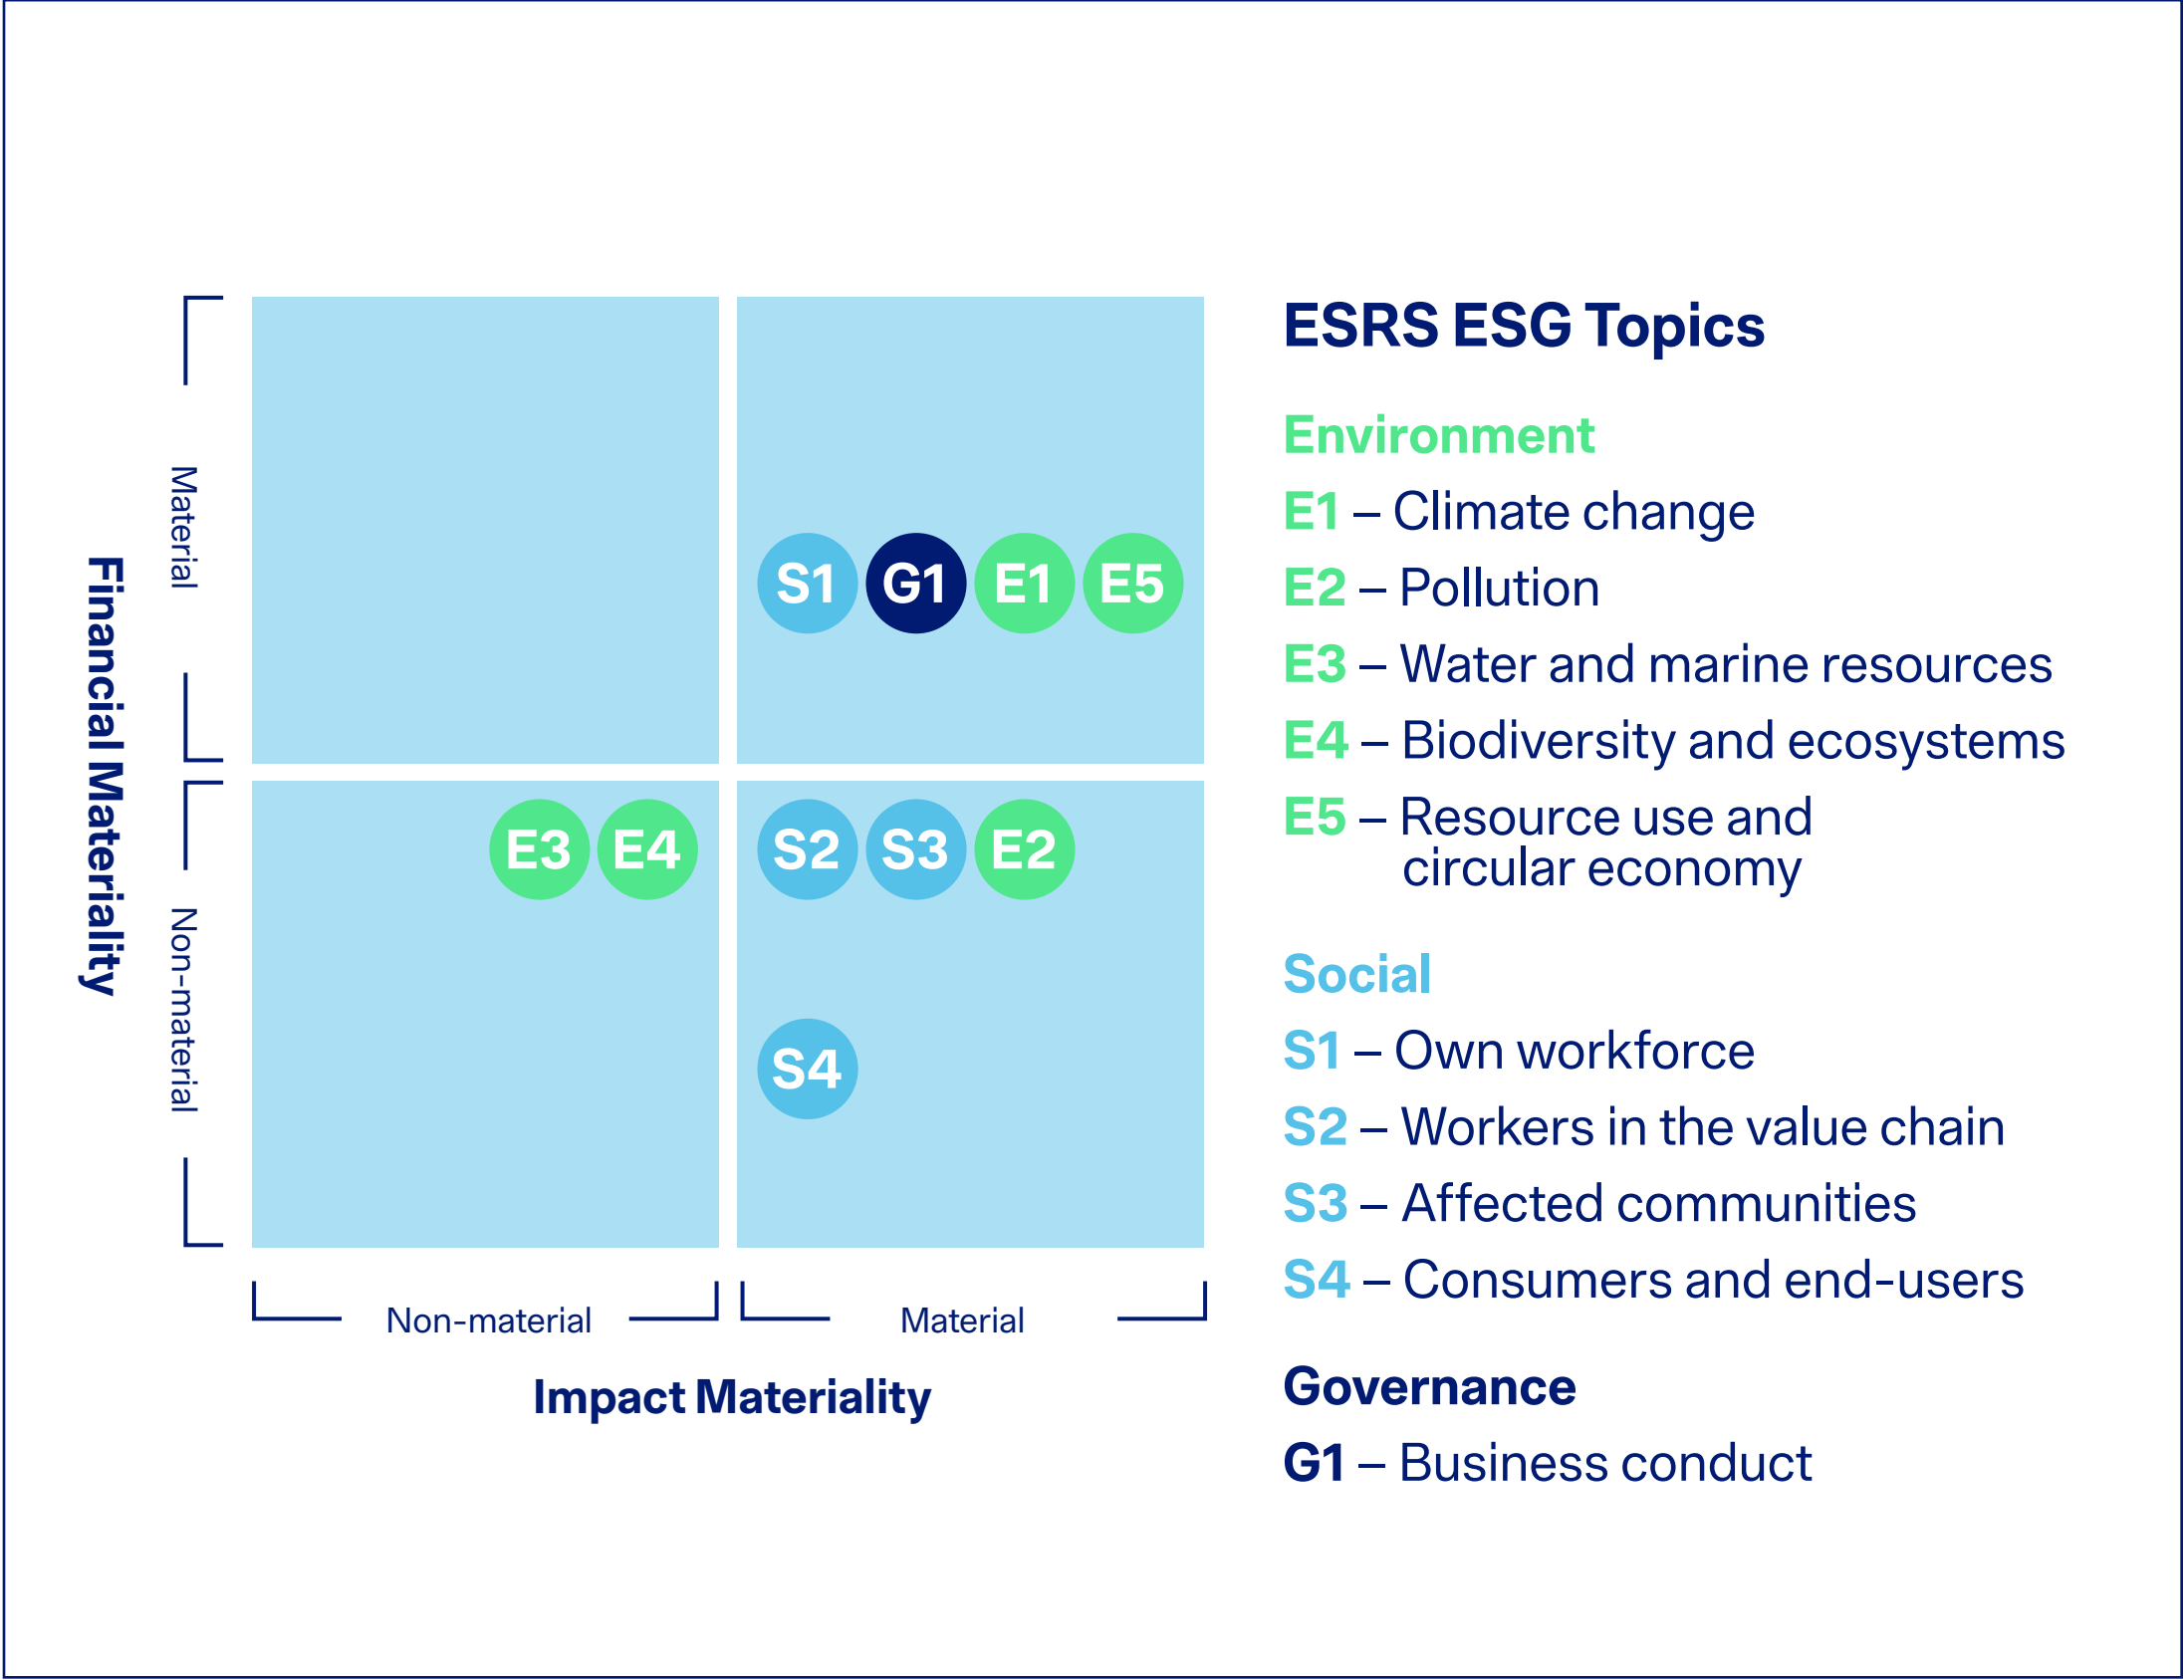 Financial Materiality
Material
Non-material
S1 G1 E1 E5
E3 E4 S2 S3 E2
S4
Non-material Material
Impact Materiality
ESRS ESG Topics
Environment
E1 – Climate change
E2 – Pollution
E3 – Water and marine resources
E4 – Biodiversity and ecosystems
E5 – Resource use and
circular economy
Social
S1 – Own workforce
S2 – Workers in the value chain
S3 – Affected communities
S4 – Consumers and end-users
Governance
G1 – Business conduct